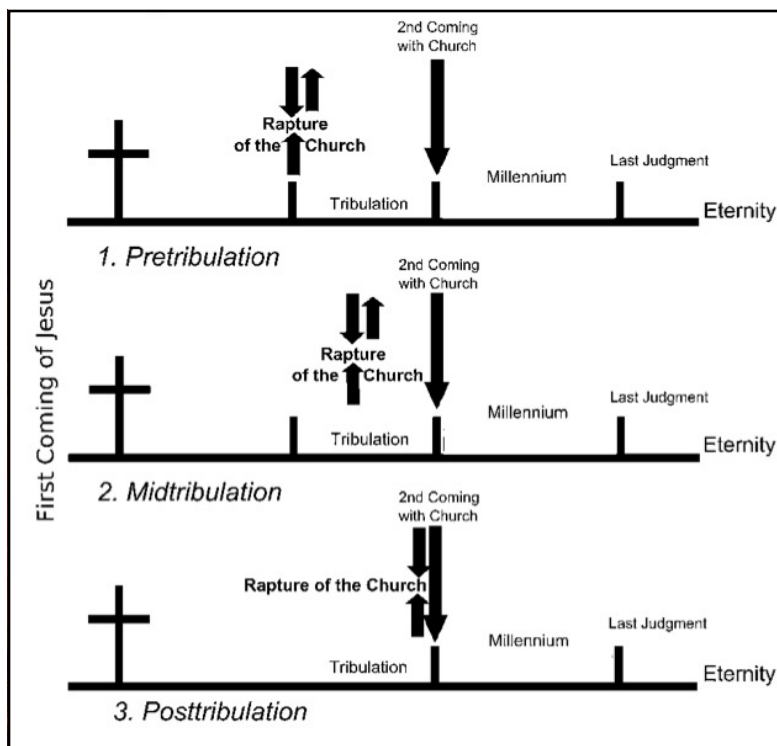 First Coming of Jesus
2nd Coming
with Church
Rapture
of the Church
Tribulation
Millennium
Last Judgment
Eternity
1. Pretribulation
2nd Coming
with Church
Rapture
of the Church
Tribulation
Millennium
Last Judgment
Eternity
2. Midtribulation
2nd Coming
with Church
Rapture of the Church
Tribulation
Millennium
Last Judgment
Eternity
3. Posttribulation